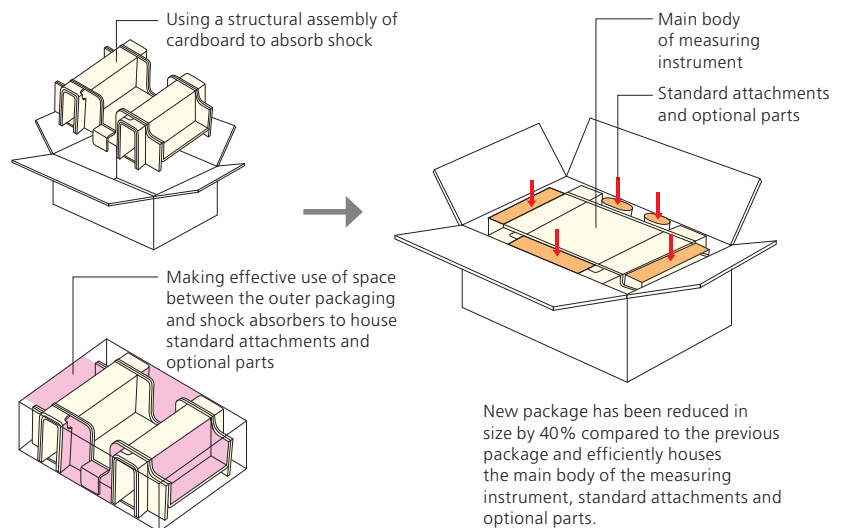 Using a structural assembly of
cardboard to absorb shock
Making effective use of space
between the outer packaging
and shock absorbers to house
standard attachments and
optional parts
Main body
of measuring
instrument
Standard attachments
and optional parts
New package has been reduced in
size by 40% compared to the previous
package and efficiently houses
the main body of the measuring
instrument, standard attachments and
optional parts.